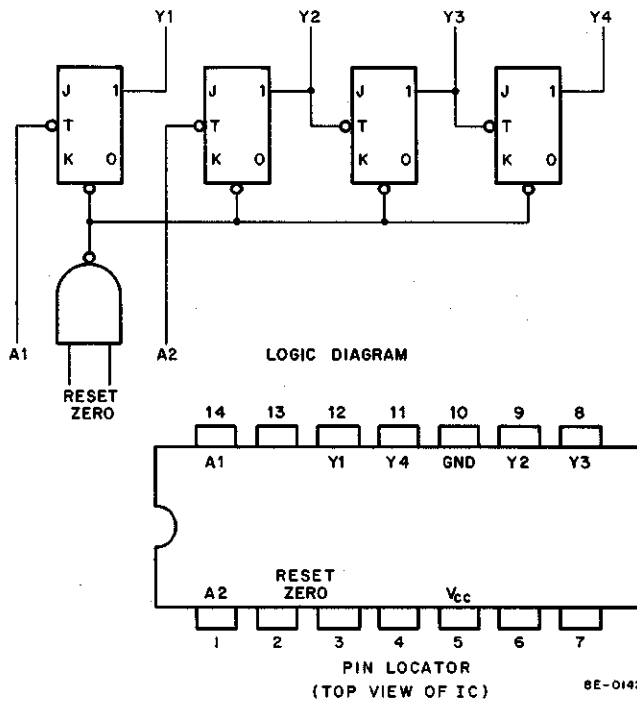 Y1 Y2 Y3 Y4
J 1 J 1 J 1 J 1
T T T T
K 0 K 0 K 0 K 0
A1 A2 LOGIC DIAGRAM
RESET
ZERO
14 13 12 11 10 9 8
A1 Y1 Y4 GND Y2 Y3
RESET
A2 ZERO VCC
1 2 3 4 5 6 7
PIN LOCATOR
(TOP VIEW OF IC)